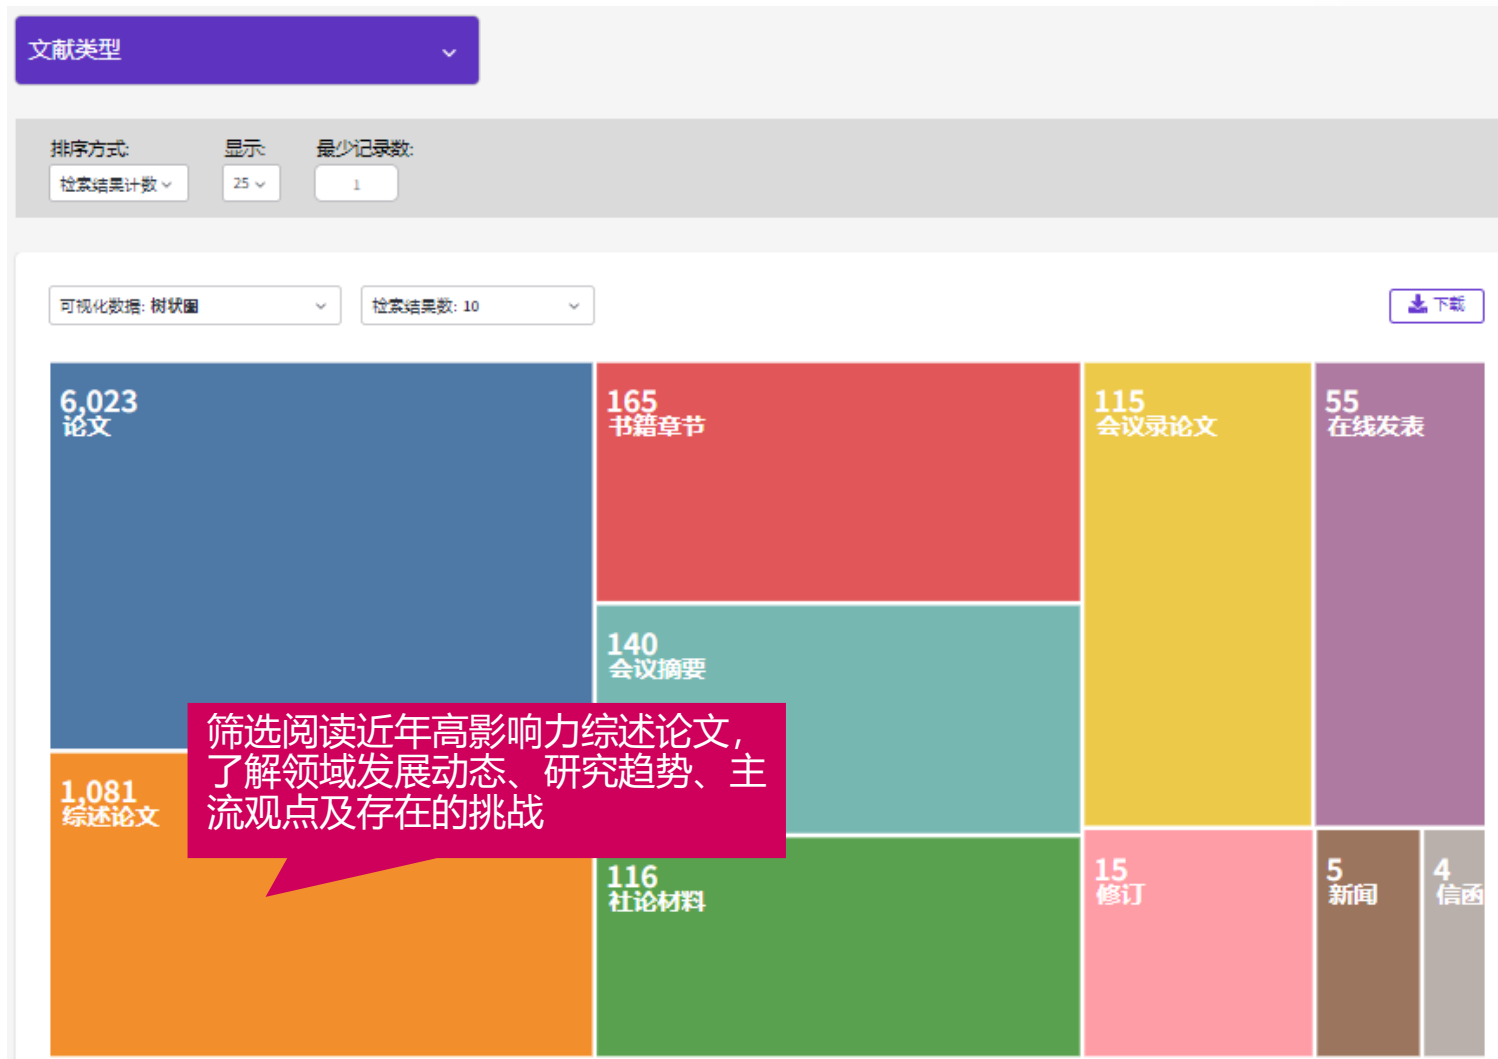 文献类型
排序方式: 显示: 最少记录数:
检索结果计数 25 1
可视化数据: 树状图 检索结果数: 10 下载
6,023
论文
165
书籍章节
115
会议录论文
55
在线发表
140
会议摘要
筛选阅读近年高影响力综述论文,
了解领域发展动态、研究趋势、主
流观点及存在的挑战
1,081
综述论文
116
社论材料
15
修订
5
新闻
4
信函